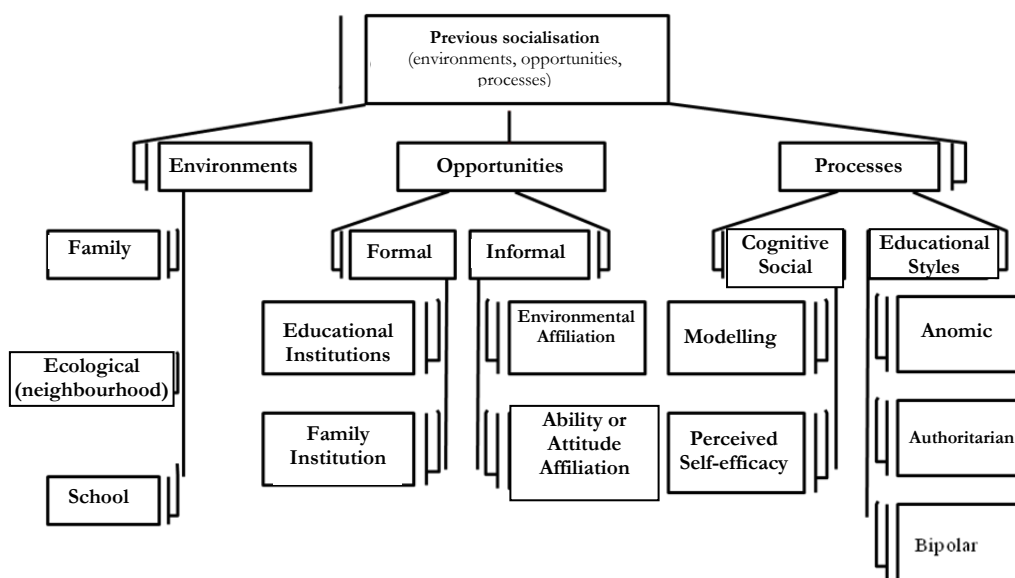 Previous socialisation
(environments, opportunities,
processes)
Environments
Opportunities
Processes
Family
Formal
Informal
Cognitive
Social
Educational
Styles
Educational
Institutions
Environmental
Affiliation
Modelling
Anomic
Ecological
(neighbourhood)
Family
Institution
Ability or
Attitude
Affiliation
Perceived
Self-efficacy
Authoritarian
School
Bipolar